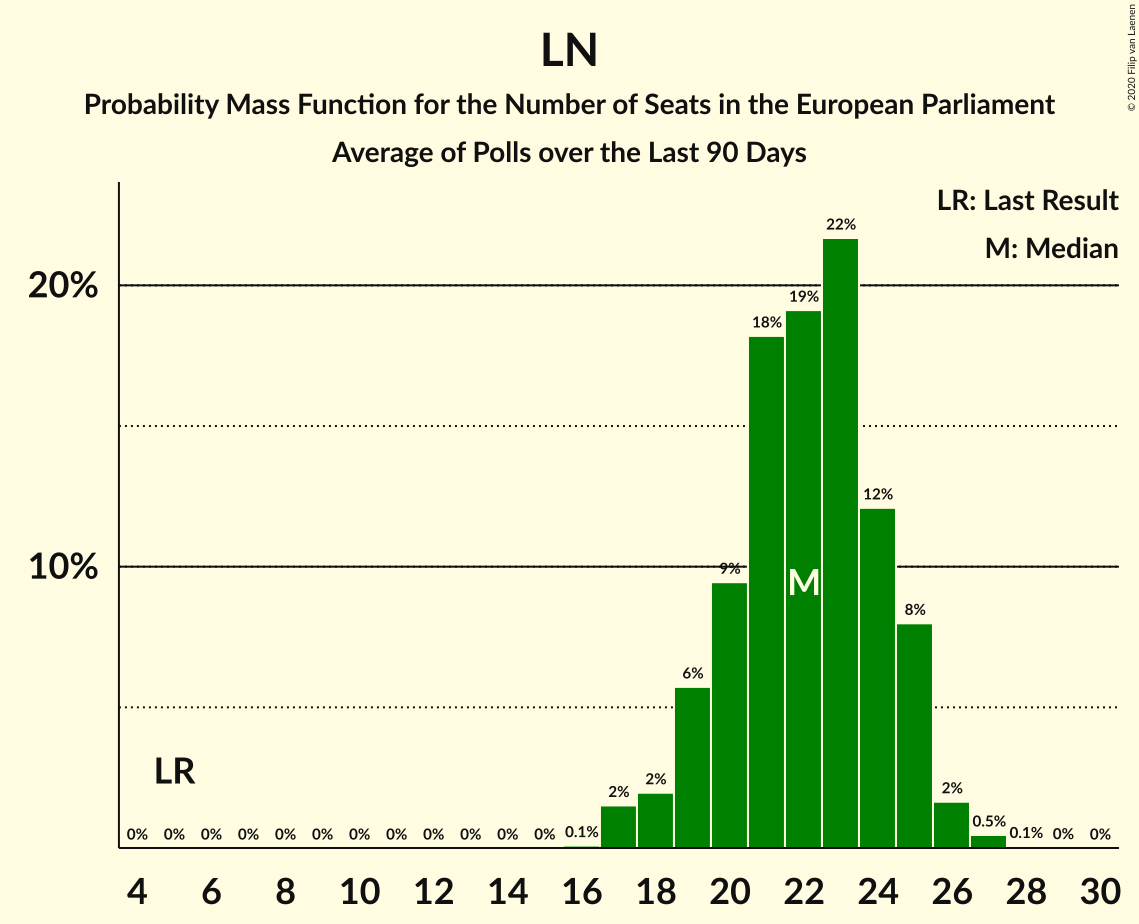 LN
Probability Mass Function for the Number of Seats in the European Parliament
Average of Polls over the Last 90 Days
© 2020 Filip van Laenen
LR: Last Result
M: Median
20%
10%
22%
19%
18%
12%
9%
8%
6%
M
LR
0% 0% 0% 0% 0% 0% 0% 0% 0% 0% 0% 0% 0.1% 2% 2% 2% 0.5% 0.1% 0% 0%
4 6 8 10 12 14 16 18 20 22 24 26 28 30